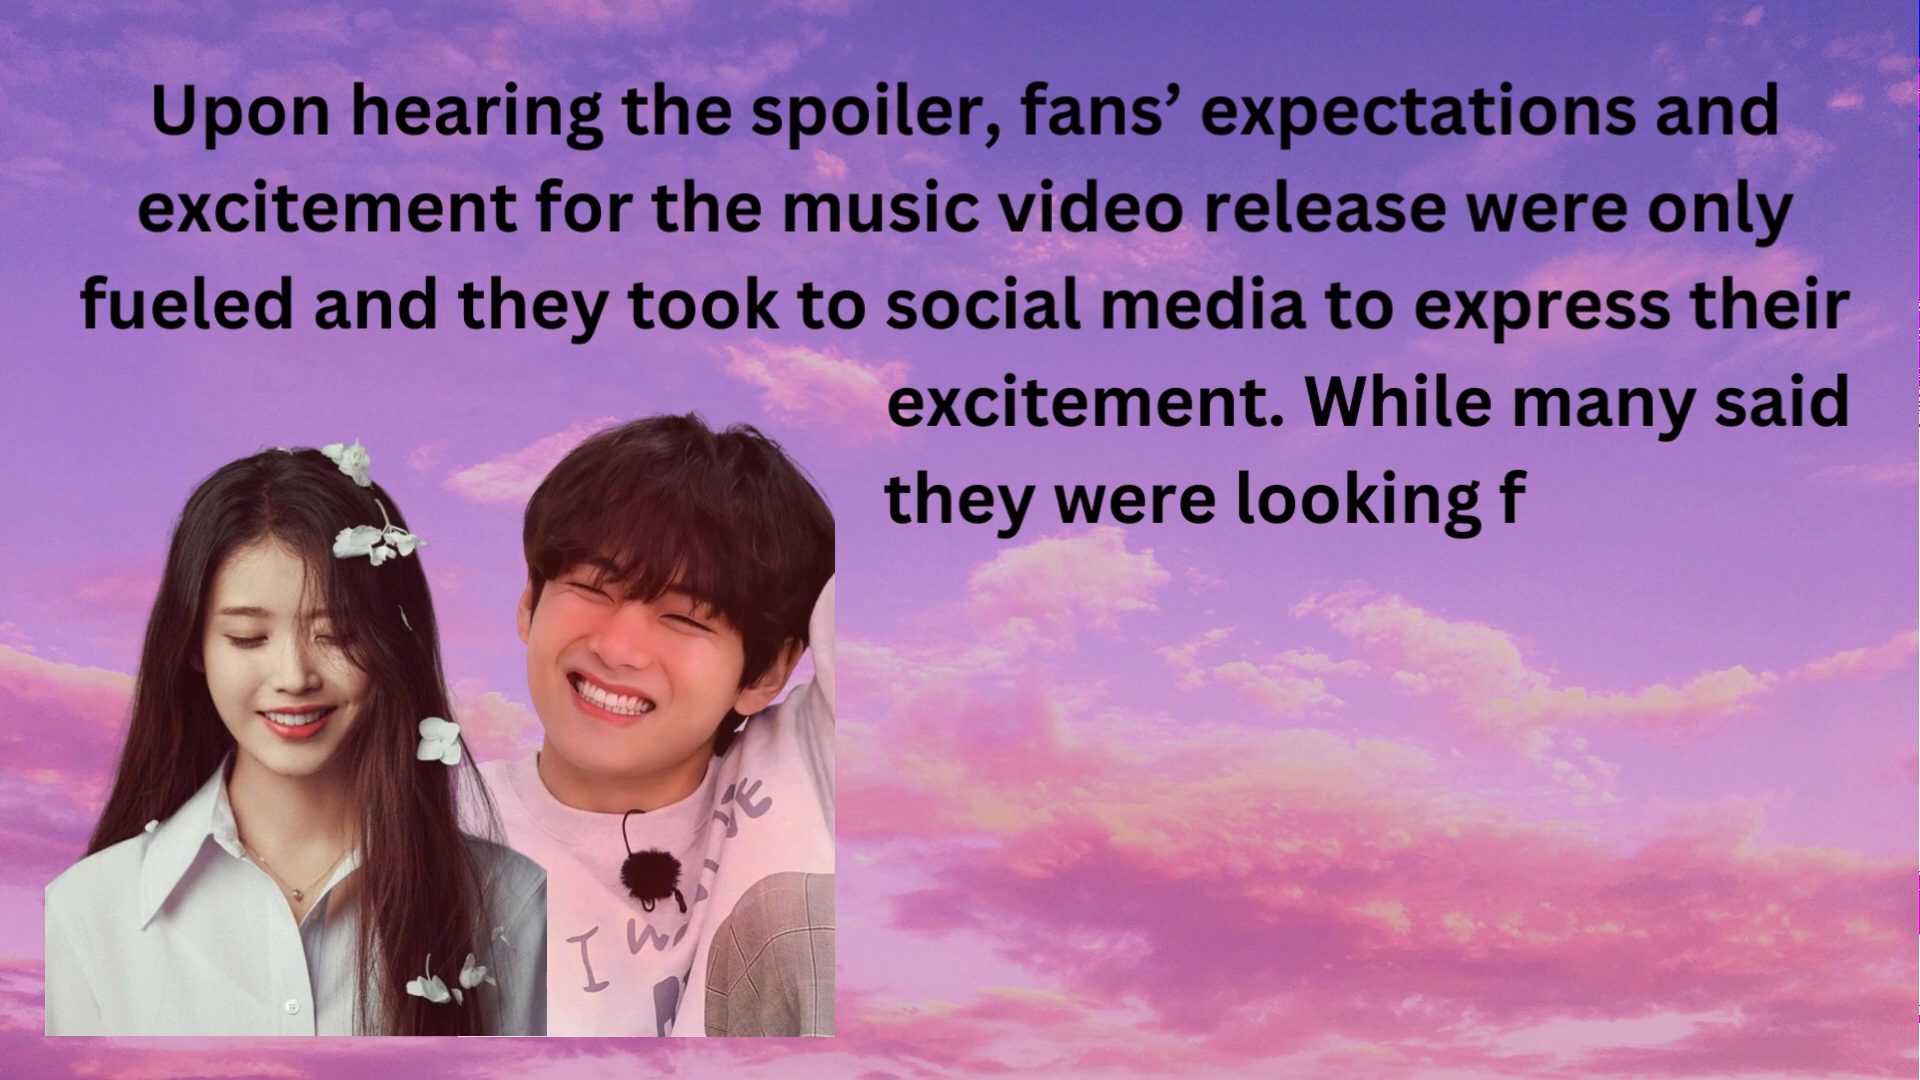 Upon hearing the spoiler, fans’ expectations and
excitement for the music video release were only
fueled and they took to social media to express their
excitement. While many said
they were looking f
I